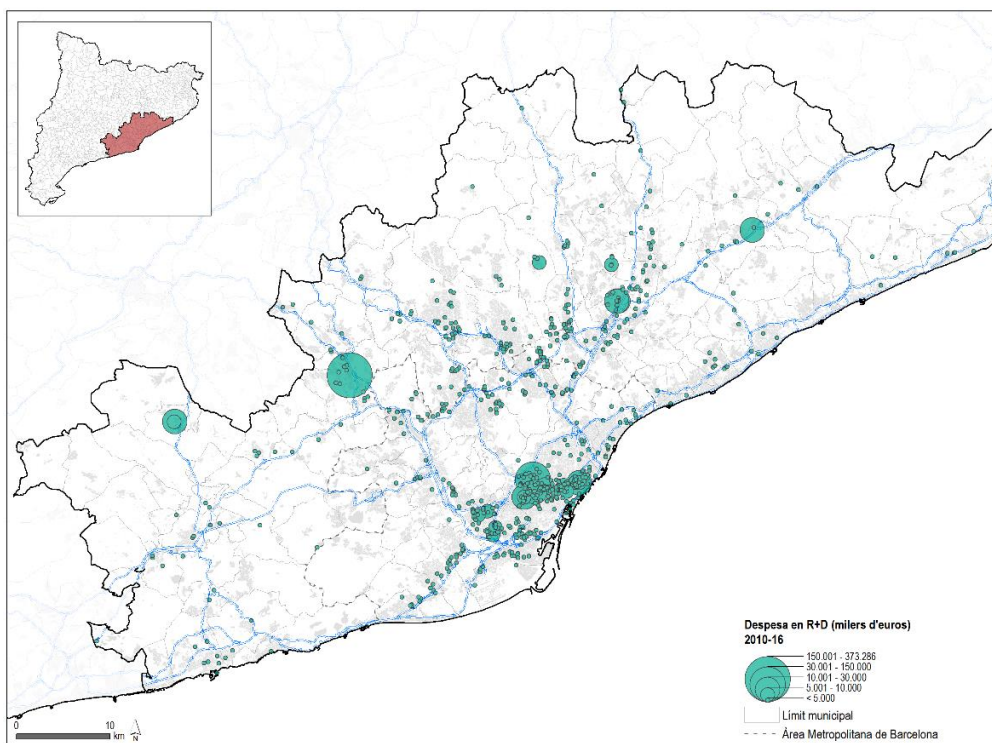 0
10
km
N
Despesa en R+D (milers d'euros)
2010-16
150.001 - 373.286
30.001 - 150.000
10.001 - 30.000
5.001 - 10.000
< 5.000
Límit municipal
Àrea Metropolitana de Barcelona